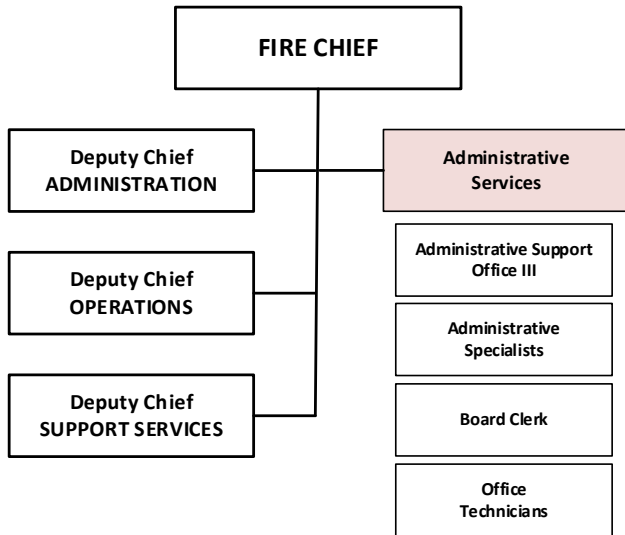 FIRE CHIEF
Deputy Chief
ADMINISTRATION
Administrative
Services
Administrative Support
Office III
Deputy Chief
OPERATIONS
Administrative
Specialists
Deputy Chief
SUPPORT SERVICES
Board Clerk
Office
Technicians